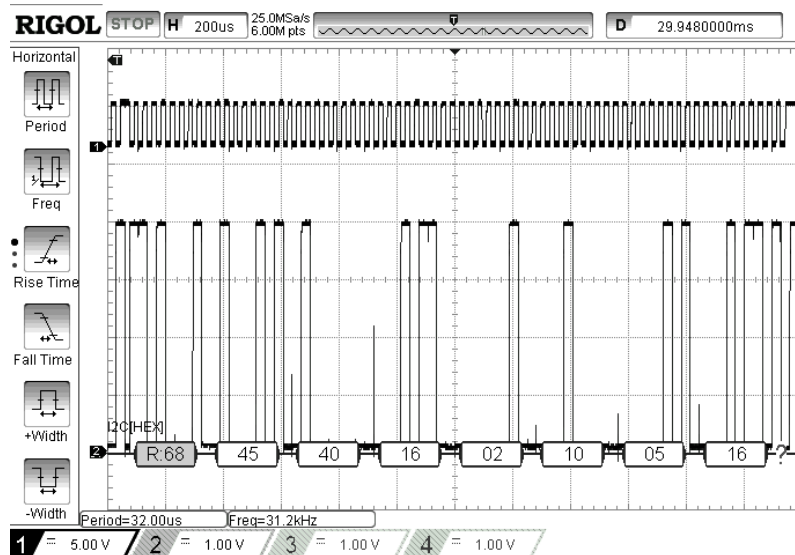 RIGOL STOP H 200us 25.0MSa/s 6.00M pts T D 29.9480000ms
Horizontal
T
Period
1
Freq
Rise Time
Fall Time
I2C[HEX]
+Width
2 R:68 45 40 16 02 10 05 16 ?
-Width
Period=32.00us Freq=31.2kHz
1 = 5.00 V 2 = 1.00 V 3 = 1.00 V 4 = 1.00 V